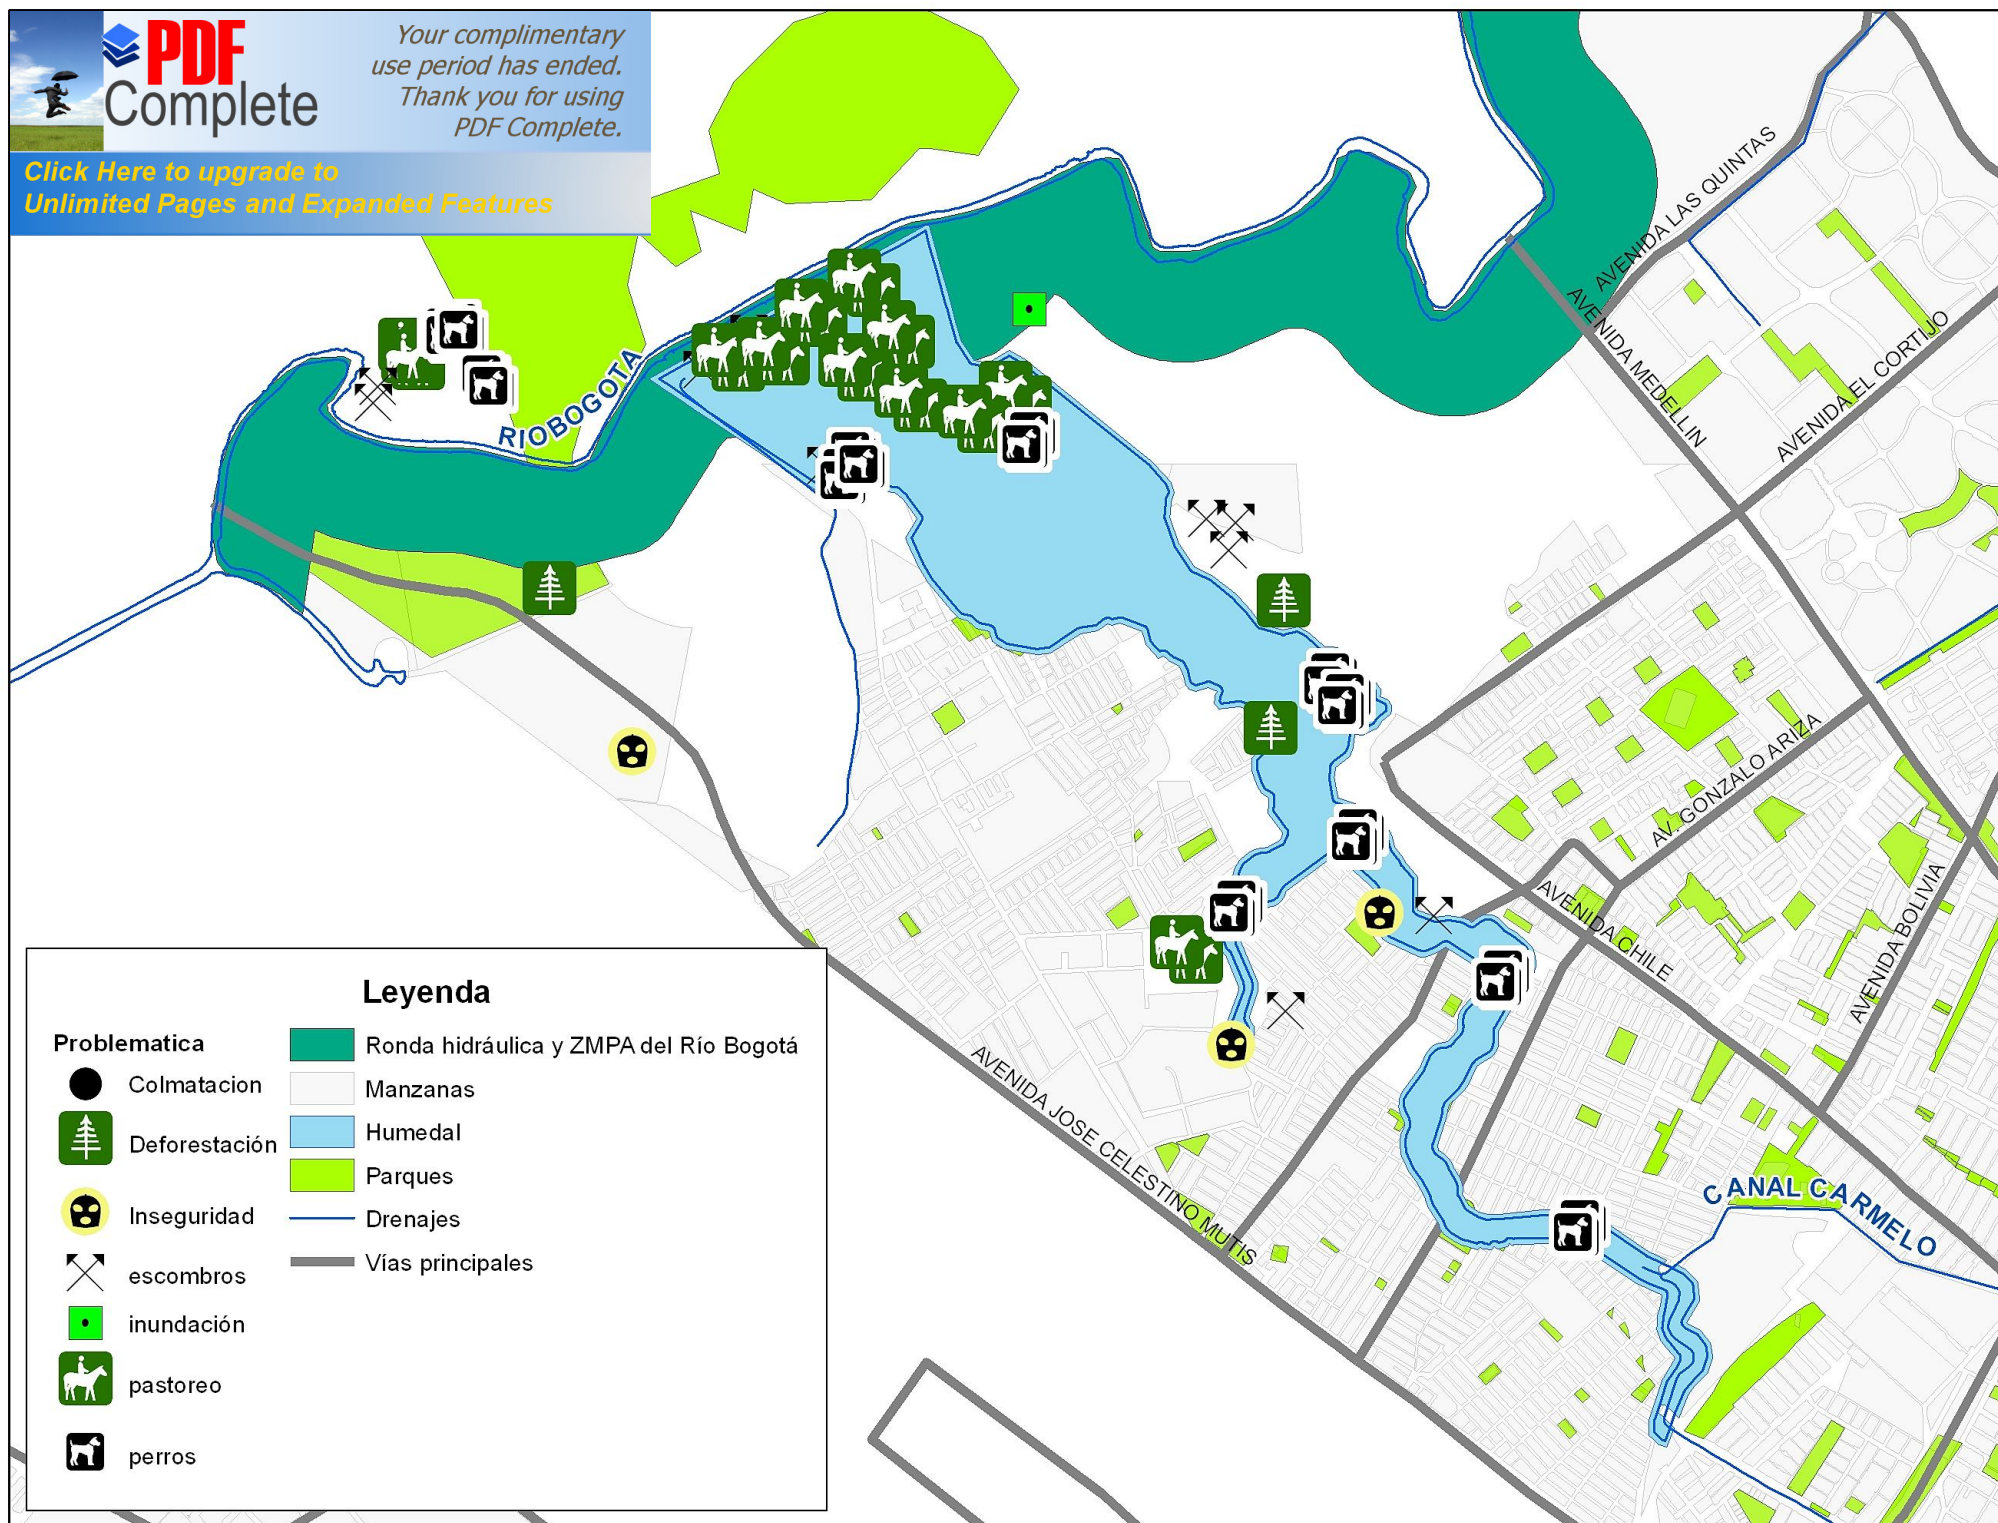 PDF
Complete
Your complimentary
use period has ended.
Thank you for using
PDF Complete.
Click Here to upgrade to
Unlimited Pages and Expanded Features
RIO BOGOTA
AVENIDA LAS QUINTAS
AVENIDA MEDELLIN
AVENIDA EL CORTIJO
AV. GONZALO ARIZA
AVENIDA BOLIVIA
AVENIDA CHILE
AVENIDA JOSE CELESTINO MUTIS
CANAL CARMELO
Leyenda
Problematica
Colmatacion
Deforestación
Inseguridad
escombros
inundación
pastoreo
perros
Ronda hidráulica y ZMPA del Río Bogotá
Manzanas
Humedal
Parques
Drenajes
Vías principales